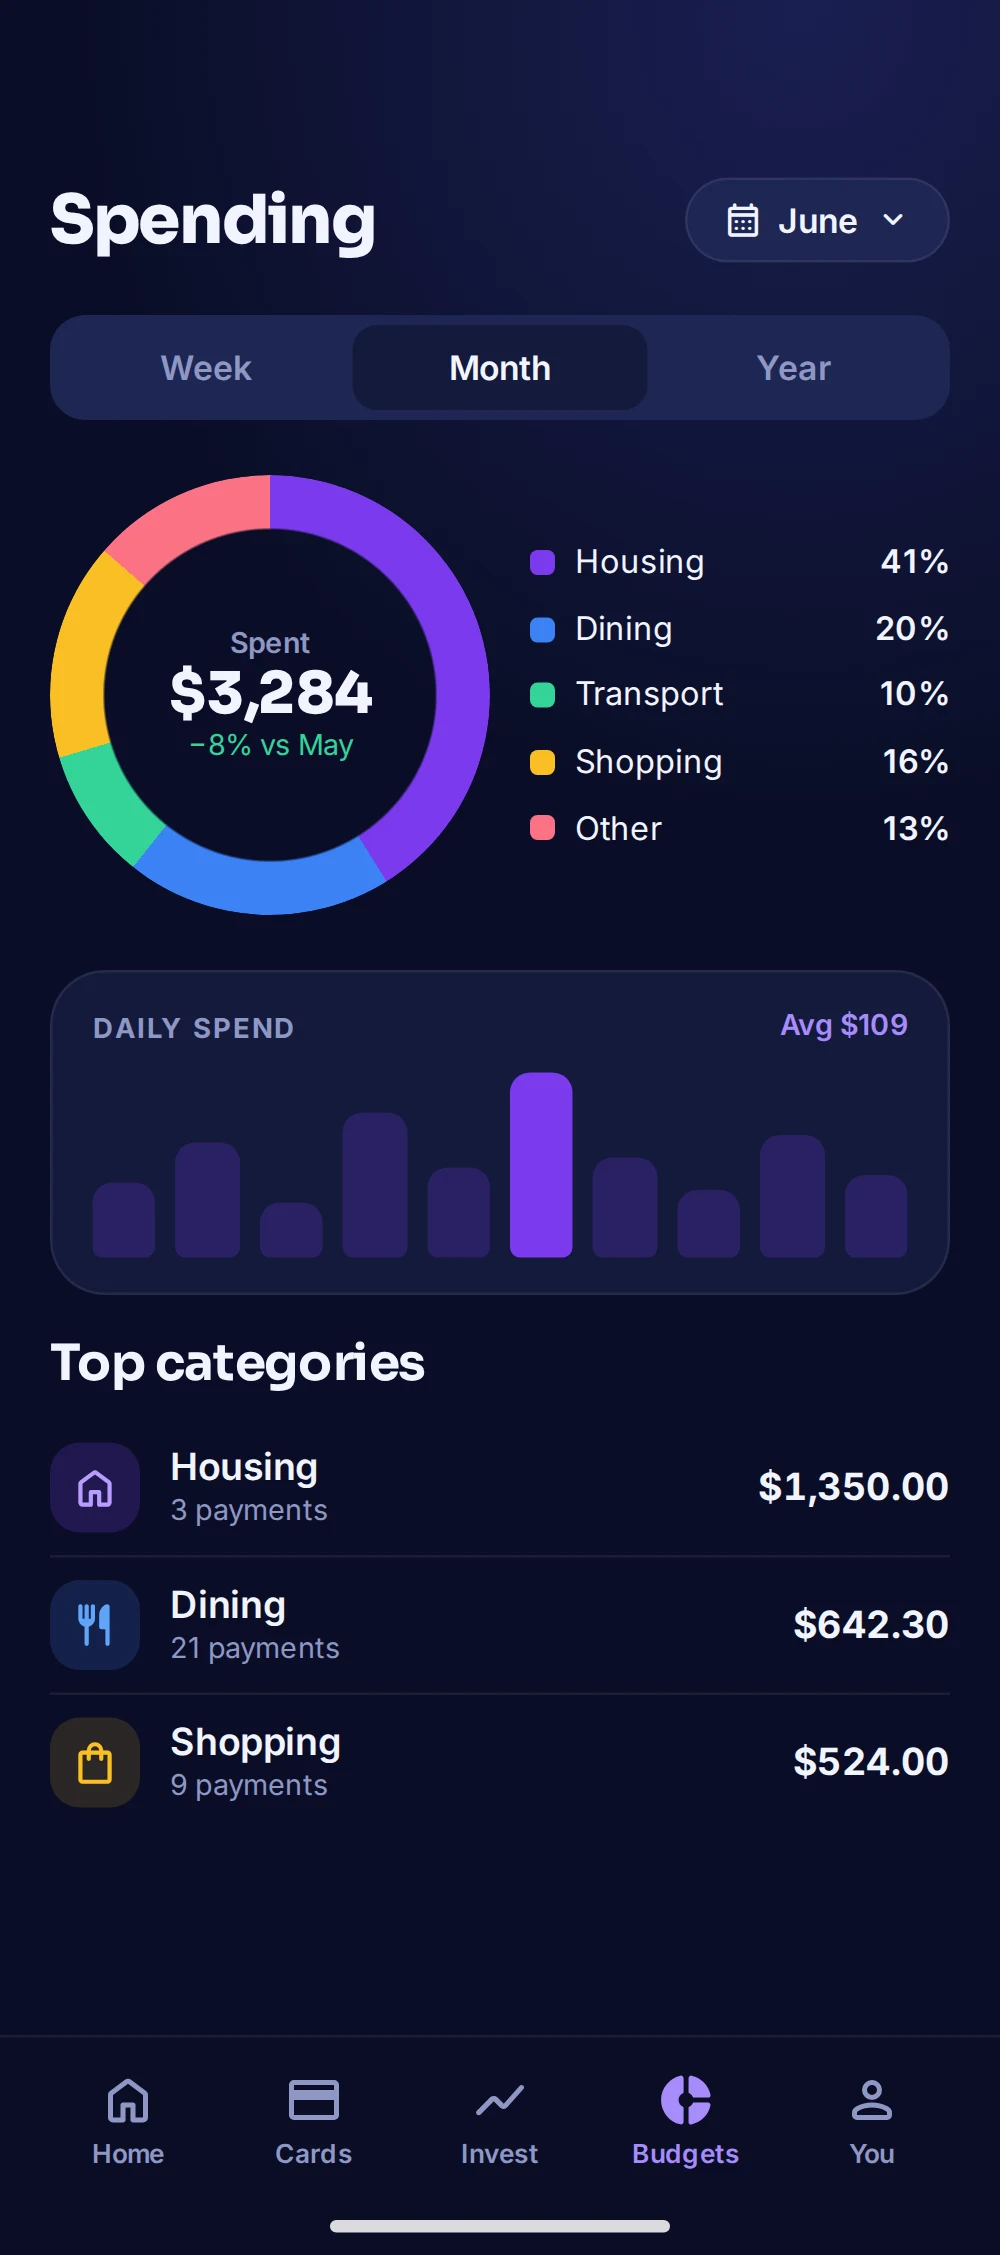 Spending
June
Week
Month
Year
Spent
$3,284
−8% vs May
Housing 41%
Dining 20%
Transport 10%
Shopping 16%
Other 13%
DAILY SPEND
Avg $109
Top categories
Housing
3 payments
$1,350.00
Dining
21 payments
$642.30
Shopping
9 payments
$524.00
Home
Cards
Invest
Budgets
You